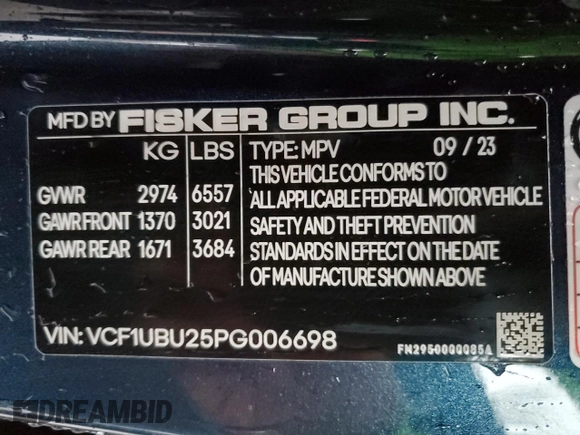 MFD BY FISKER GROUP INC.
KG LBS TYPE: MPV 09 / 23
THIS VEHICLE CONFORMS TO
GVWR 2974 6557 ALL APPLICABLE FEDERAL MOTOR VEHICLE
GAWR FRONT 1370 3021 SAFETY AND THEFT PREVENTION
GAWR REAR 1671 3684 STANDARDS IN EFFECT ON THE DATE
OF MANUFACTURE SHOWN ABOVE
VIN: VCF1UBU25PG006698
FM2950000085A
DREAMBID